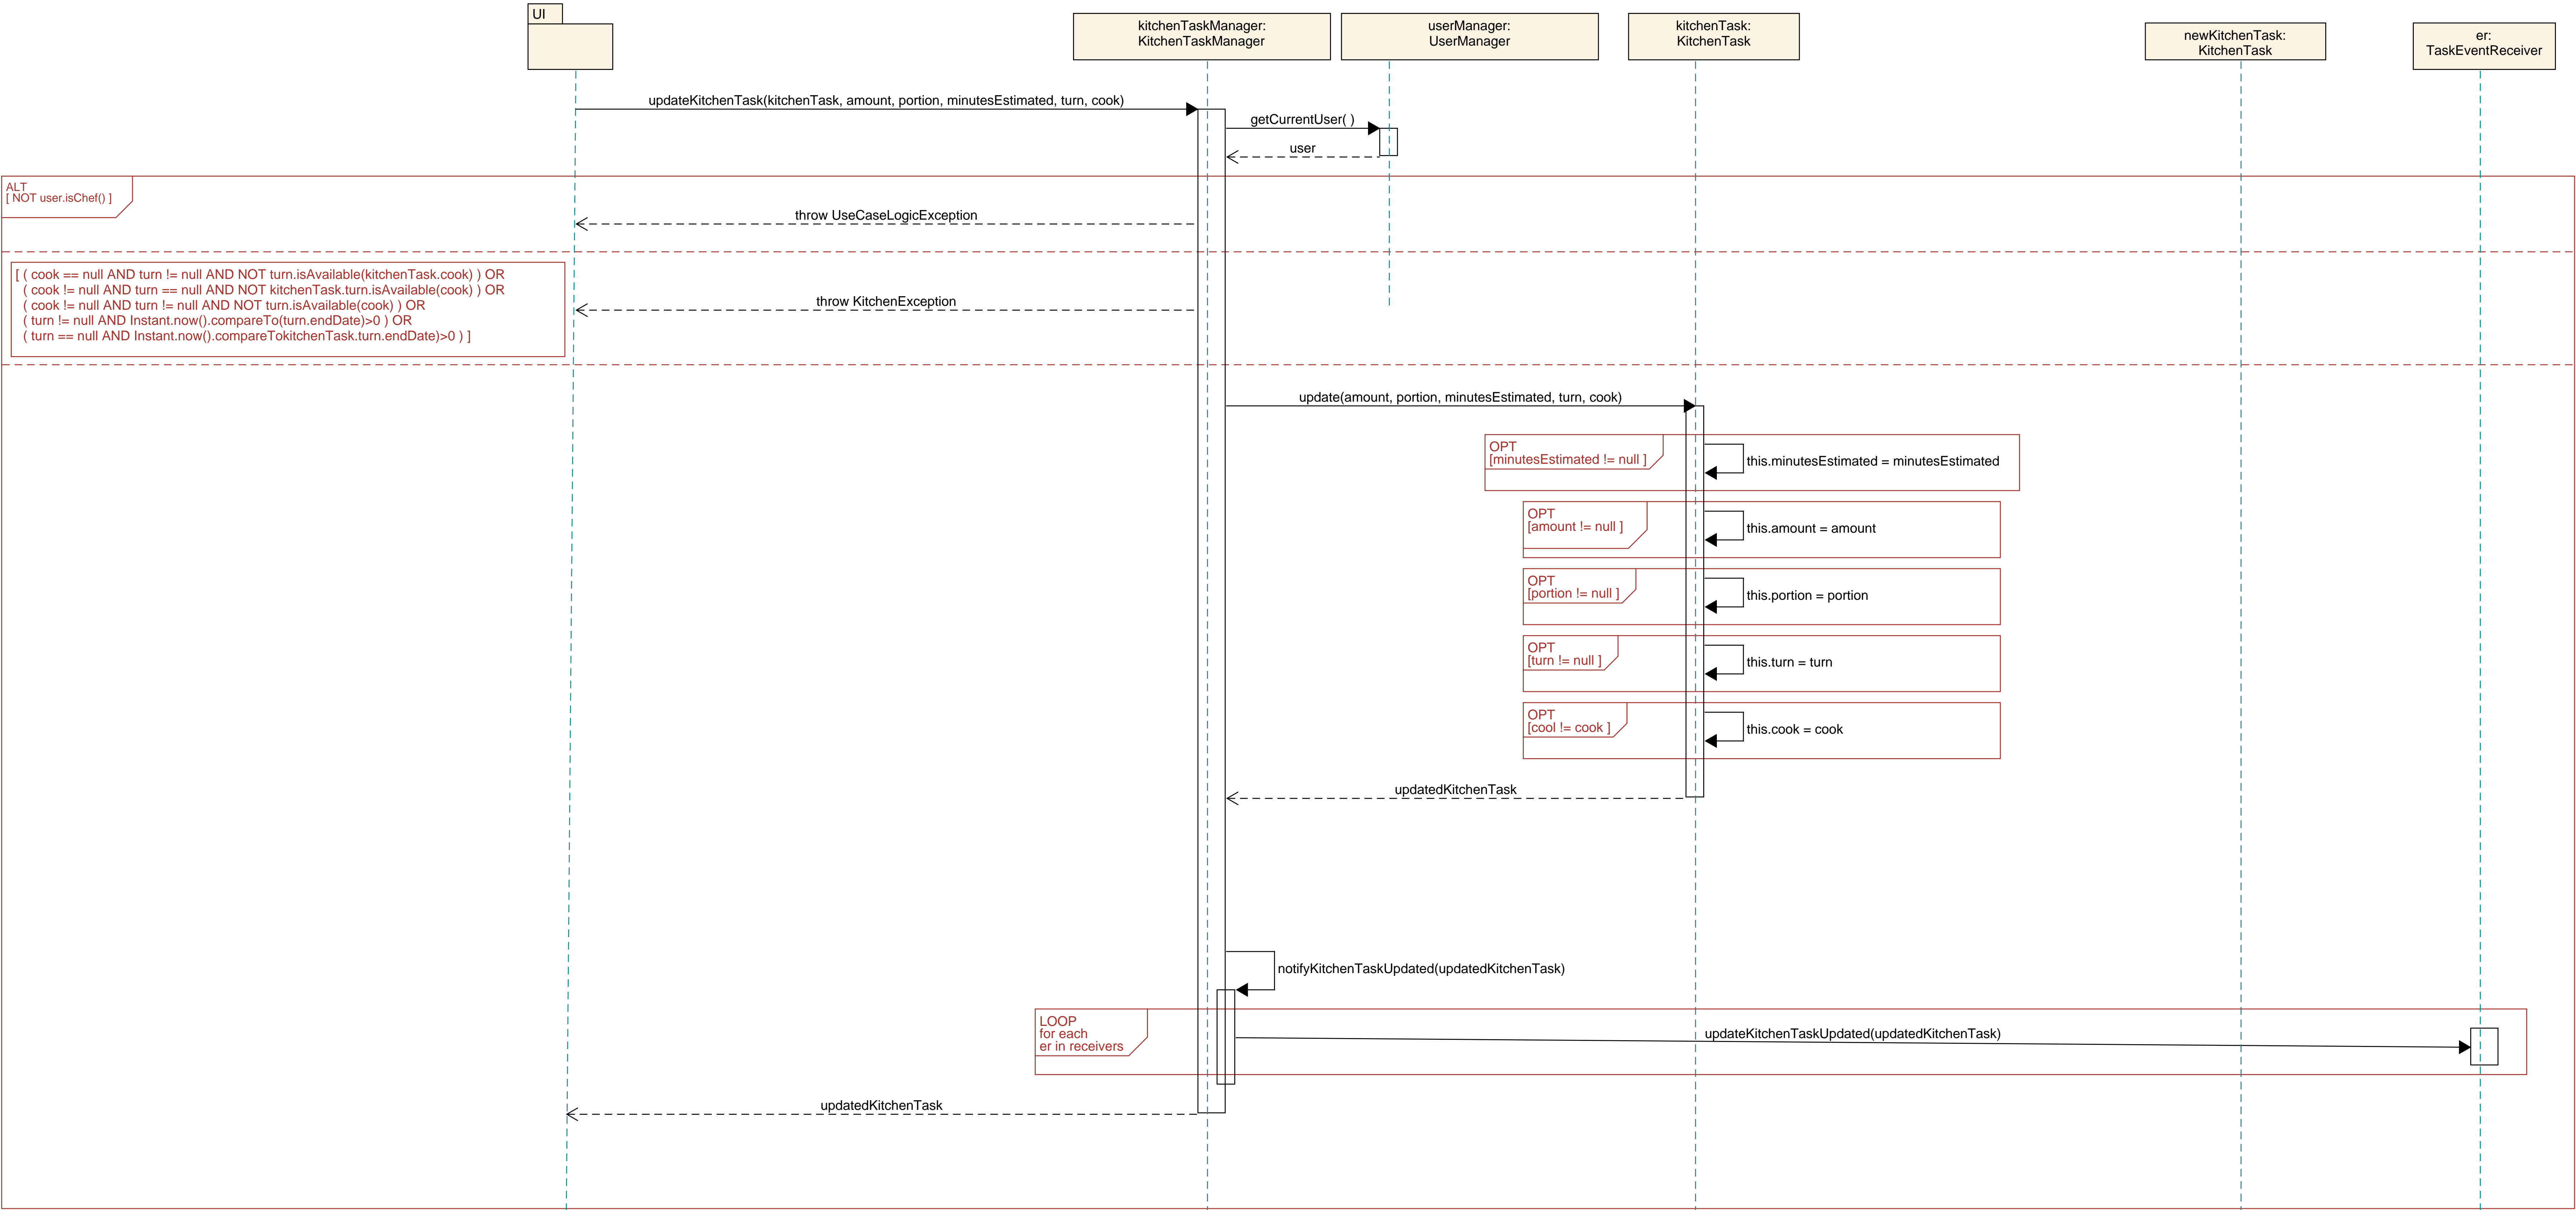 UI
kitchenTaskManager:
KitchenTaskManager
userManager:
UserManager
kitchenTask:
KitchenTask
newKitchenTask:
KitchenTask
er:
TaskEventReceiver
updateKitchenTask(kitchenTask, amount, portion, minutesEstimated, turn, cook)
getCurrentUser( )
user
ALT
[ NOT user.isChef() ]
throw UseCaseLogicException
[ ( cook == null AND turn != null AND NOT turn.isAvailable(kitchenTask.cook) ) OR
( cook != null AND turn == null AND NOT kitchenTask.turn.isAvailable(cook) ) OR
( cook != null AND turn != null AND NOT turn.isAvailable(cook) ) OR
( turn != null AND Instant.now().compareTo(turn.endDate)>0 ) OR
( turn == null AND Instant.now().compareTokitchenTask.turn.endDate)>0 ) ]
throw KitchenException
update(amount, portion, minutesEstimated, turn, cook)
OPT
[minutesEstimated != null ]
this.minutesEstimated = minutesEstimated
OPT
[amount != null ]
this.amount = amount
OPT
[portion != null ]
this.portion = portion
OPT
[turn != null ]
this.turn = turn
OPT
[cool != cook ]
this.cook = cook
updatedKitchenTask
notifyKitchenTaskUpdated(updatedKitchenTask)
LOOP
for each
er in receivers
updateKitchenTaskUpdated(updatedKitchenTask)
updatedKitchenTask